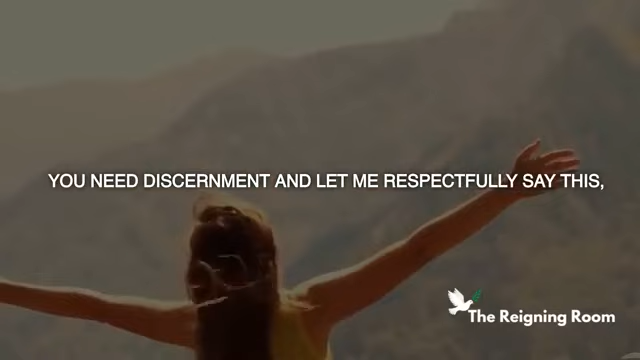 YOU NEED DISCERNMENT AND LET ME RESPECTFULLY SAY THIS,
The Reigning Room